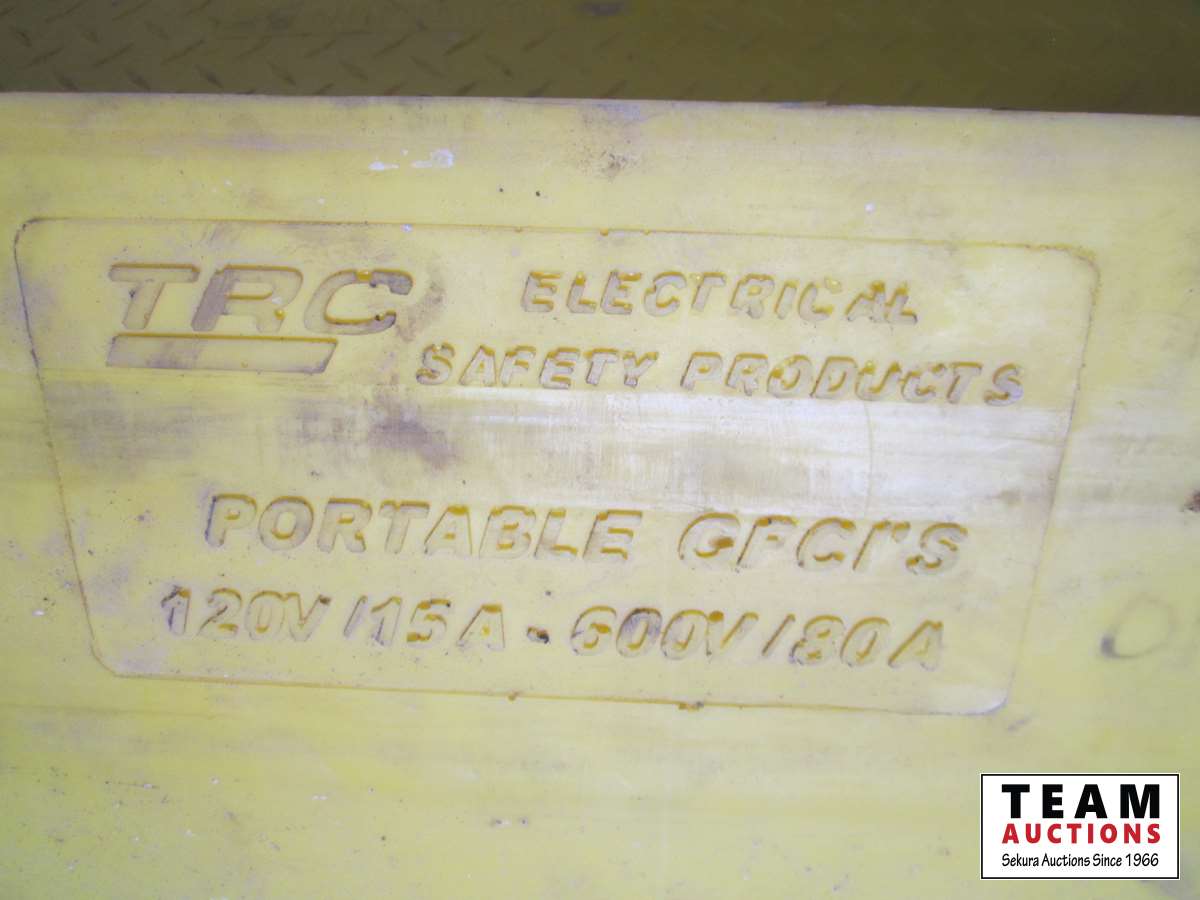 TRC ELECTRICAL
SAFETY PRODUCTS
PORTABLE GFCI'S
120V/15A - 600V/80A
TEAM
AUCTIONS
Sekura Auctions Since 1966